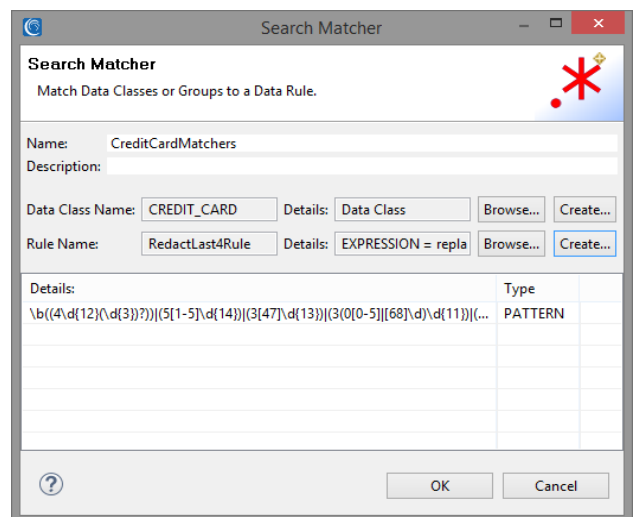 Search Matcher
Search Matcher
Match Data Classes or Groups to a Data Rule.
Name: CreditCardMatchers
Description:
Data Class Name: CREDIT_CARD Details: Data Class Browse... Create...
Rule Name: RedactLast4Rule Details: EXPRESSION = repla Browse... Create...
Details: Type
\b((4\d{12}(\d{3})?)|(5[1-5]\d{14})|(3[47]\d{13})|(3(0[0-5]|[68]\d)\d{11})|(... PATTERN
OK Cancel